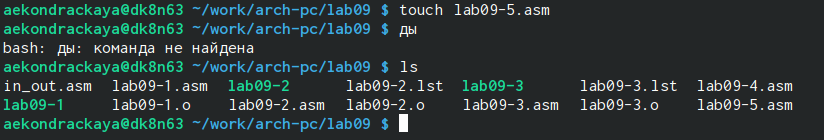 aekondrackaya@dk8n63 ~/work/arch-pc/lab09 $ touch lab09-5.asm
aekondrackaya@dk8n63 ~/work/arch-pc/lab09 $ ды
bash: ды: команда не найдена
aekondrackaya@dk8n63 ~/work/arch-pc/lab09 $ ls
in_out.asm lab09-1.asm lab09-2 lab09-2.lst lab09-3 lab09-3.lst lab09-4.asm
lab09-1 lab09-1.o lab09-2.asm lab09-2.o lab09-3.asm lab09-3.o lab09-5.asm
aekondrackaya@dk8n63 ~/work/arch-pc/lab09 $